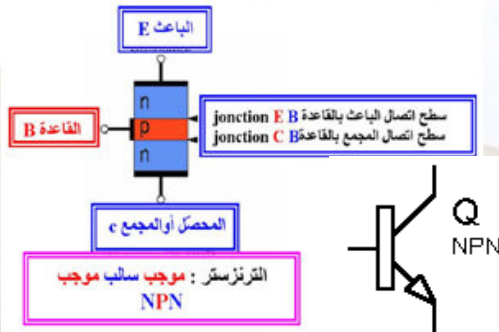 الباعث E
n
p
n
القاعدة B
سطح اتصال الباعث بالقاعدة jonction E B
سطح اتصال المجمع بالقاعدة jonction C B
المحصّل أوالمجمع c
الترنزستر : موجب سالب موجب
NPN
Q
NPN